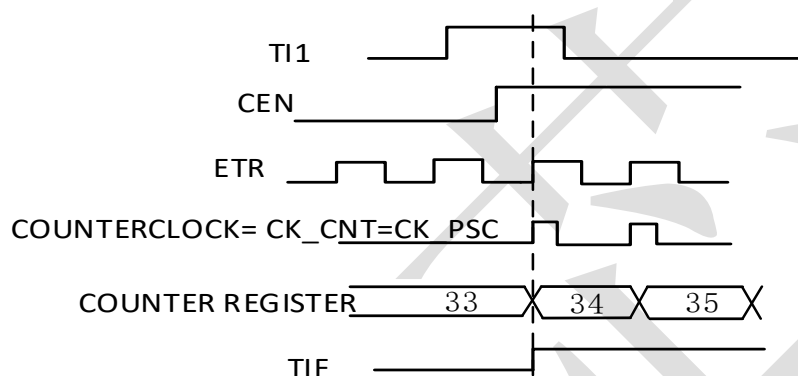 TI1
CEN
ETR
COUNTERCLOCK= CK_CNT=CK_PSC
COUNTER REGISTER 33 34 35
TIF